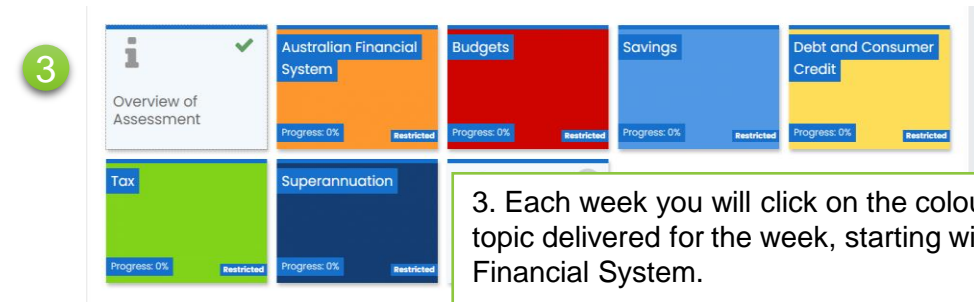 3
Overview of
Assessment
Australian Financial
System
Progress: 0%
Restricted
Budgets
Progress: 0%
Restricted
Savings
Progress: 0%
Restricted
Debt and Consumer
Credit
Progress: 0%
Restricted
Tax
Progress: 0%
Restricted
Superannuation
Progress: 0%
Restricted
3. Each week you will click on the
topic delivered for the week, starting
Financial System.